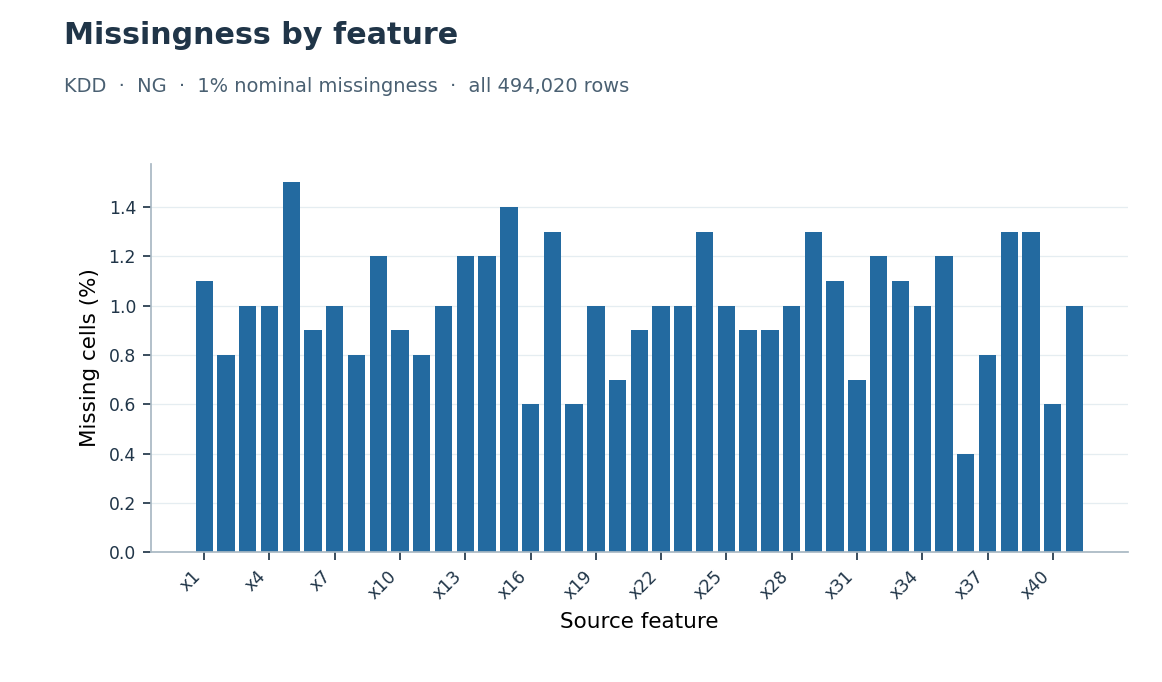 Missingness by feature
KDD · NG · 1% nominal missingness · all 494,020 rows
Missing cells (%)
1.4
1.2
1.0
0.8
0.6
0.4
0.2
0.0
x1 x4 x7 x10 x13 x16 x19 x22 x25 x28 x31 x34 x37 x40
Source feature